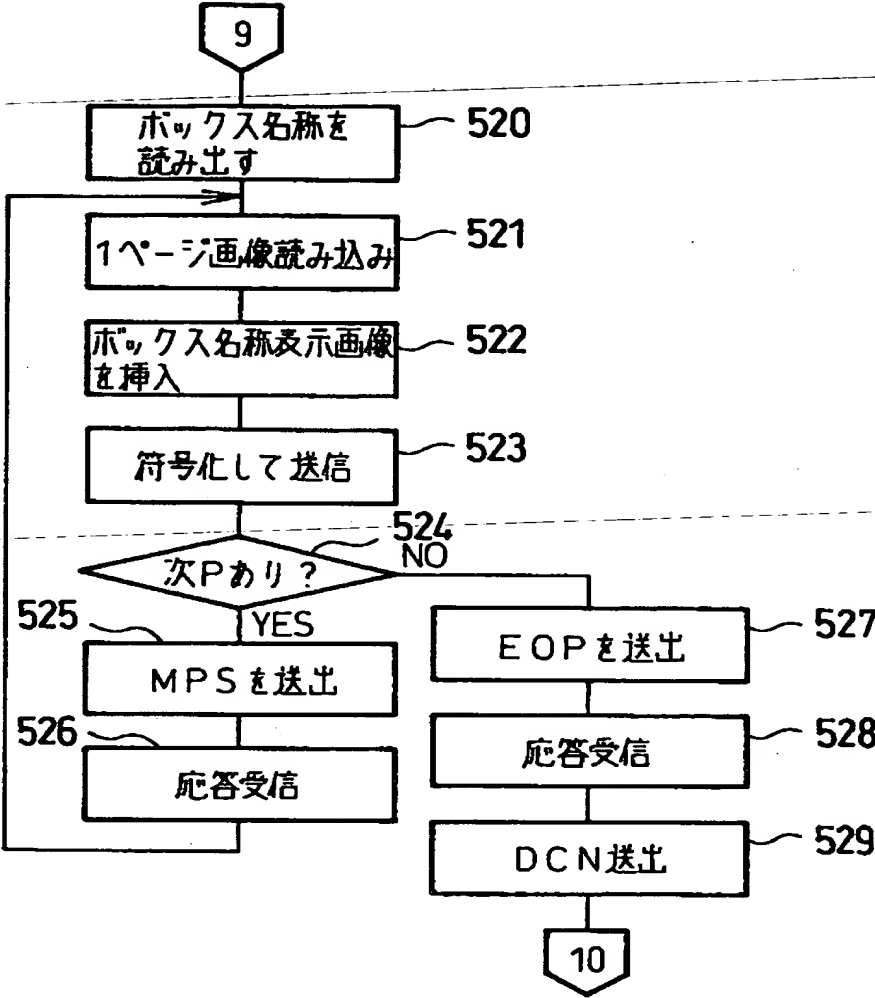 9
ボックス名称を
読み出す
520
1ページ画像読み込み
521
ボックス名称表示画像
を挿入
522
符号化して送信
523
524
次Pあり？
NO
YES
525
MPSを送出
526
応答受信
EOPを送出
527
応答受信
528
DCN送出
529
10